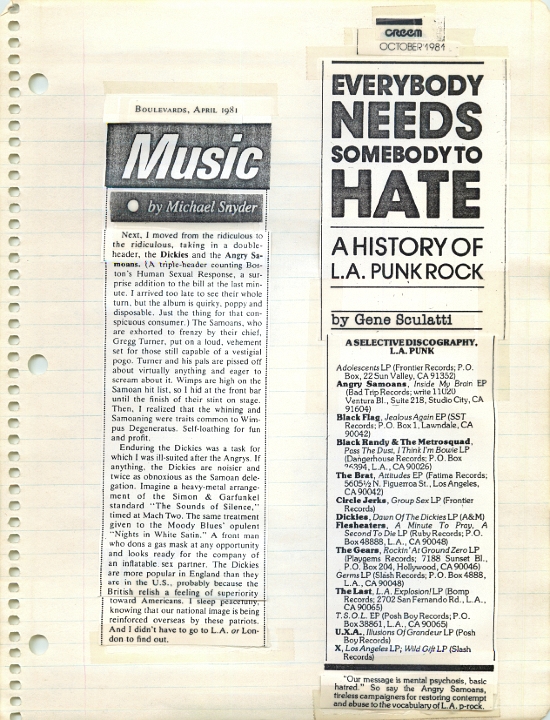 BOULEVARDS, APRIL 1981
Music
by Michael Snyder
Next, I moved from the ridiculous to
the ridiculous, taking in a double-
header, the Dickies and the Angry Sa-
moans. (A triple-header counting Bos-
ton's Human Sexual Response, a sur-
prise addition to the bill at the last min-
ute. I arrived too late to see their whole
turn, but the album is quirky, poppy and
disposable. Just the thing for that con-
spicuous consumer.) The Samoans, who
are exhorted to frenzy by their chief,
Gregg Turner, put on a loud, vehement
set for those still capable of a vestigial
pogo. Turner and his pals are pissed off
about virtually anything and eager to
scream about it. Wimps are high on the
Samoan hit list, so I hid at the front bar
until the finish of their stint on stage.
Then, I realized that the whining and
Samoaning were traits common to Wim-
pus Degeneratus. Self-loathing for fun
and profit.
Enduring the Dickies was a task for
which I was ill-suited after the Angrys. If
anything, the Dickies are noisier and
twice as obnoxious as the Samoan dele-
gation. Imagine a heavy-metal arrange-
ment of the Simon & Garfunkel
standard "The Sounds of Silence,"
timed at Mach Two. The same treatment
given to the Moody Blues' opulent
"Nights in White Satin." A front man
who dons a gas mask at any opportunity
and looks ready for the company of
an inflatable sex partner. The Dickies
are more popular in England than they
are in the U.S., probably because the
British relish a feeling of superiority
toward Americans. I sleep peacefully,
knowing that our national image is being
reinforced overseas by these patriots.
And I didn't have to go to L.A. or Lon-
don to find out.
CREEM
OCTOBER 1981
EVERYBODY
NEEDS
SOMEBODY TO
HATE
A HISTORY OF
L.A. PUNK ROCK
by Gene Sculatti
A SELECTIVE DISCOGRAPHY,
L.A. PUNK
Adolescents LP (Frontier Records; P.O.
Box, 22 Sun Valley, CA 91352)
Angry Samoans, Inside My Brain EP
(Bad Trip Records; write 11020
Ventura Bl., Suite 218, Studio City, CA
91604)
Black Flag, Jealous Again EP (SST
Records; P.O. Box 1, Lawndale, CA
90042)
Black Randy & The Metrosquad,
Pass The Dust, I Think I'm Bowie LP
(Dangerhouse Records; P.O. Box
26394, L.A., CA 90026)
The Brat, Attitudes EP (Fatima Records;
5605½ N. Figueroa St., Los Angeles,
CA 90042)
Circle Jerks, Group Sex LP (Frontier
Records)
Dickies, Dawn Of The Dickies LP (A&M)
Flesheaters, A Minute To Pray, A
Second To Die LP (Ruby Records; P.O.
Box 48888, L.A., CA 90048)
The Gears, Rockin' At Ground Zero LP
(Playgems Records; 7188 Sunset Bl.,
P.O. Box 204, Hollywood, CA 90046)
Germs LP (Slash Records; P.O. Box 4888,
L.A., CA 90048)
The Last, L.A. Explosion! LP (Bomp
Records; 2702 San Fernando Rd., L.A.,
CA 90065)
T.S.O.L. EP (Posh Boy Records; P.O.
Box 38861, L.A., CA 90065)
U.X.A., Illusions Of Grandeur LP (Posh
Boy Records)
X, Los Angeles LP; Wild Gift LP (Slash
Records)
"Our message is mental psychosis, basic
hatred." So say the Angry Samoans,
tireless campaigners for restoring contempt
and abuse to the vocabulary of L.A. p-rock.